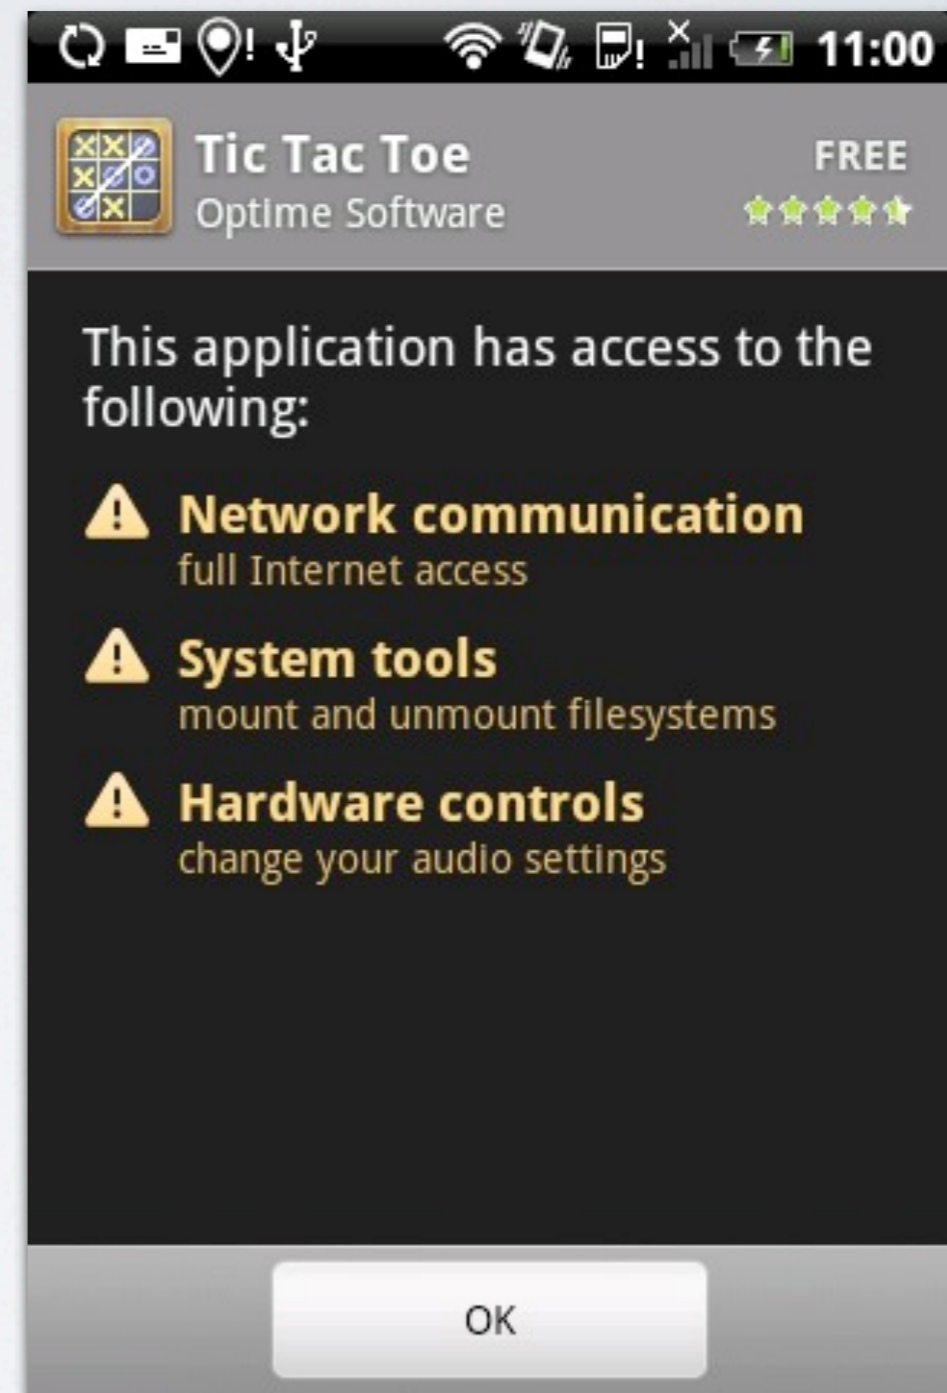 11:00
Tic Tac Toe
FREE
Optime Software
This application has access to the
following:
Network communication
full Internet access
System tools
mount and unmount filesystems
Hardware controls
change your audio settings
OK